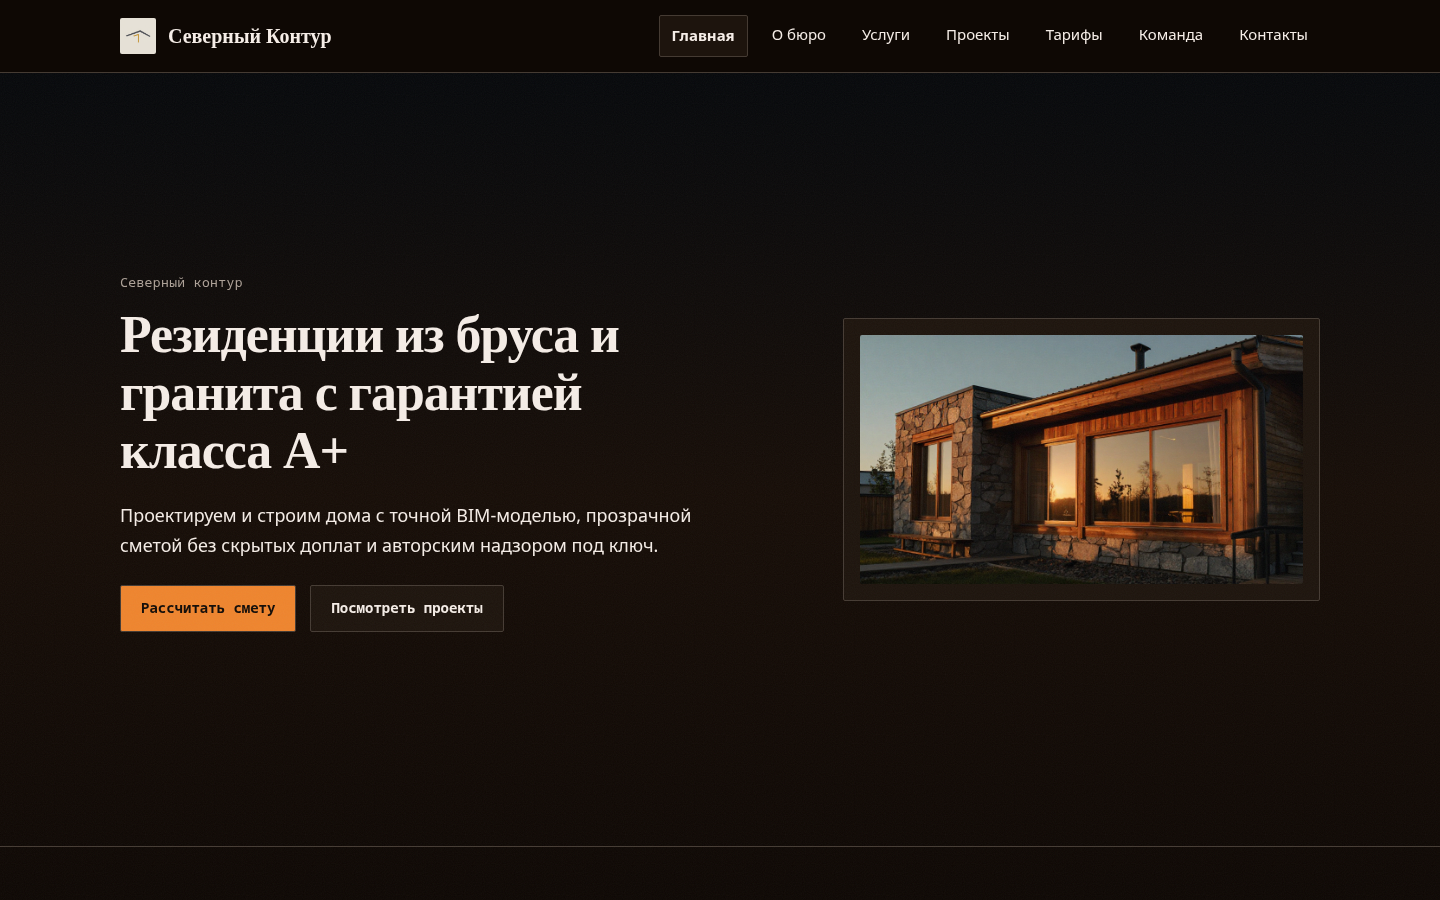 Северный Контур
Главная
О бюро
Услуги
Проекты
Тарифы
Команда
Контакты
Северный контур
Резиденции из бруса и
гранита с гарантией
класса A+
Проектируем и строим дома с точной BIM-моделью, прозрачной
сметой без скрытых доплат и авторским надзором под ключ.
Рассчитать смету
Посмотреть проекты